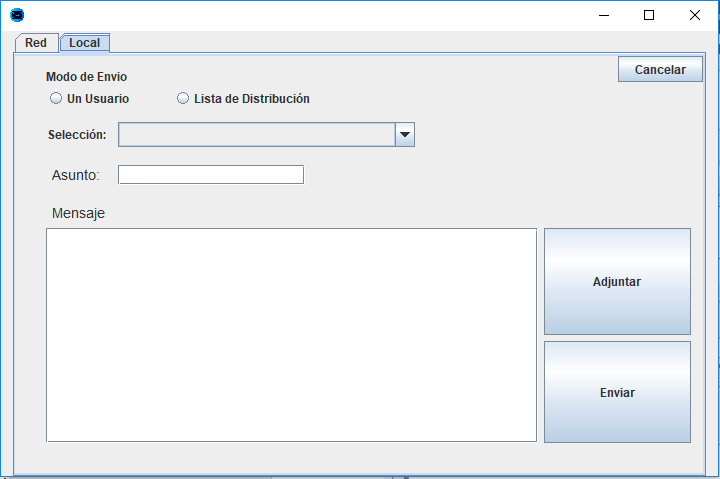 Red Local
Cancelar
Modo de Envio
Un Usuario Lista de Distribución
Selección:
Asunto:
Mensaje
Adjuntar
Enviar